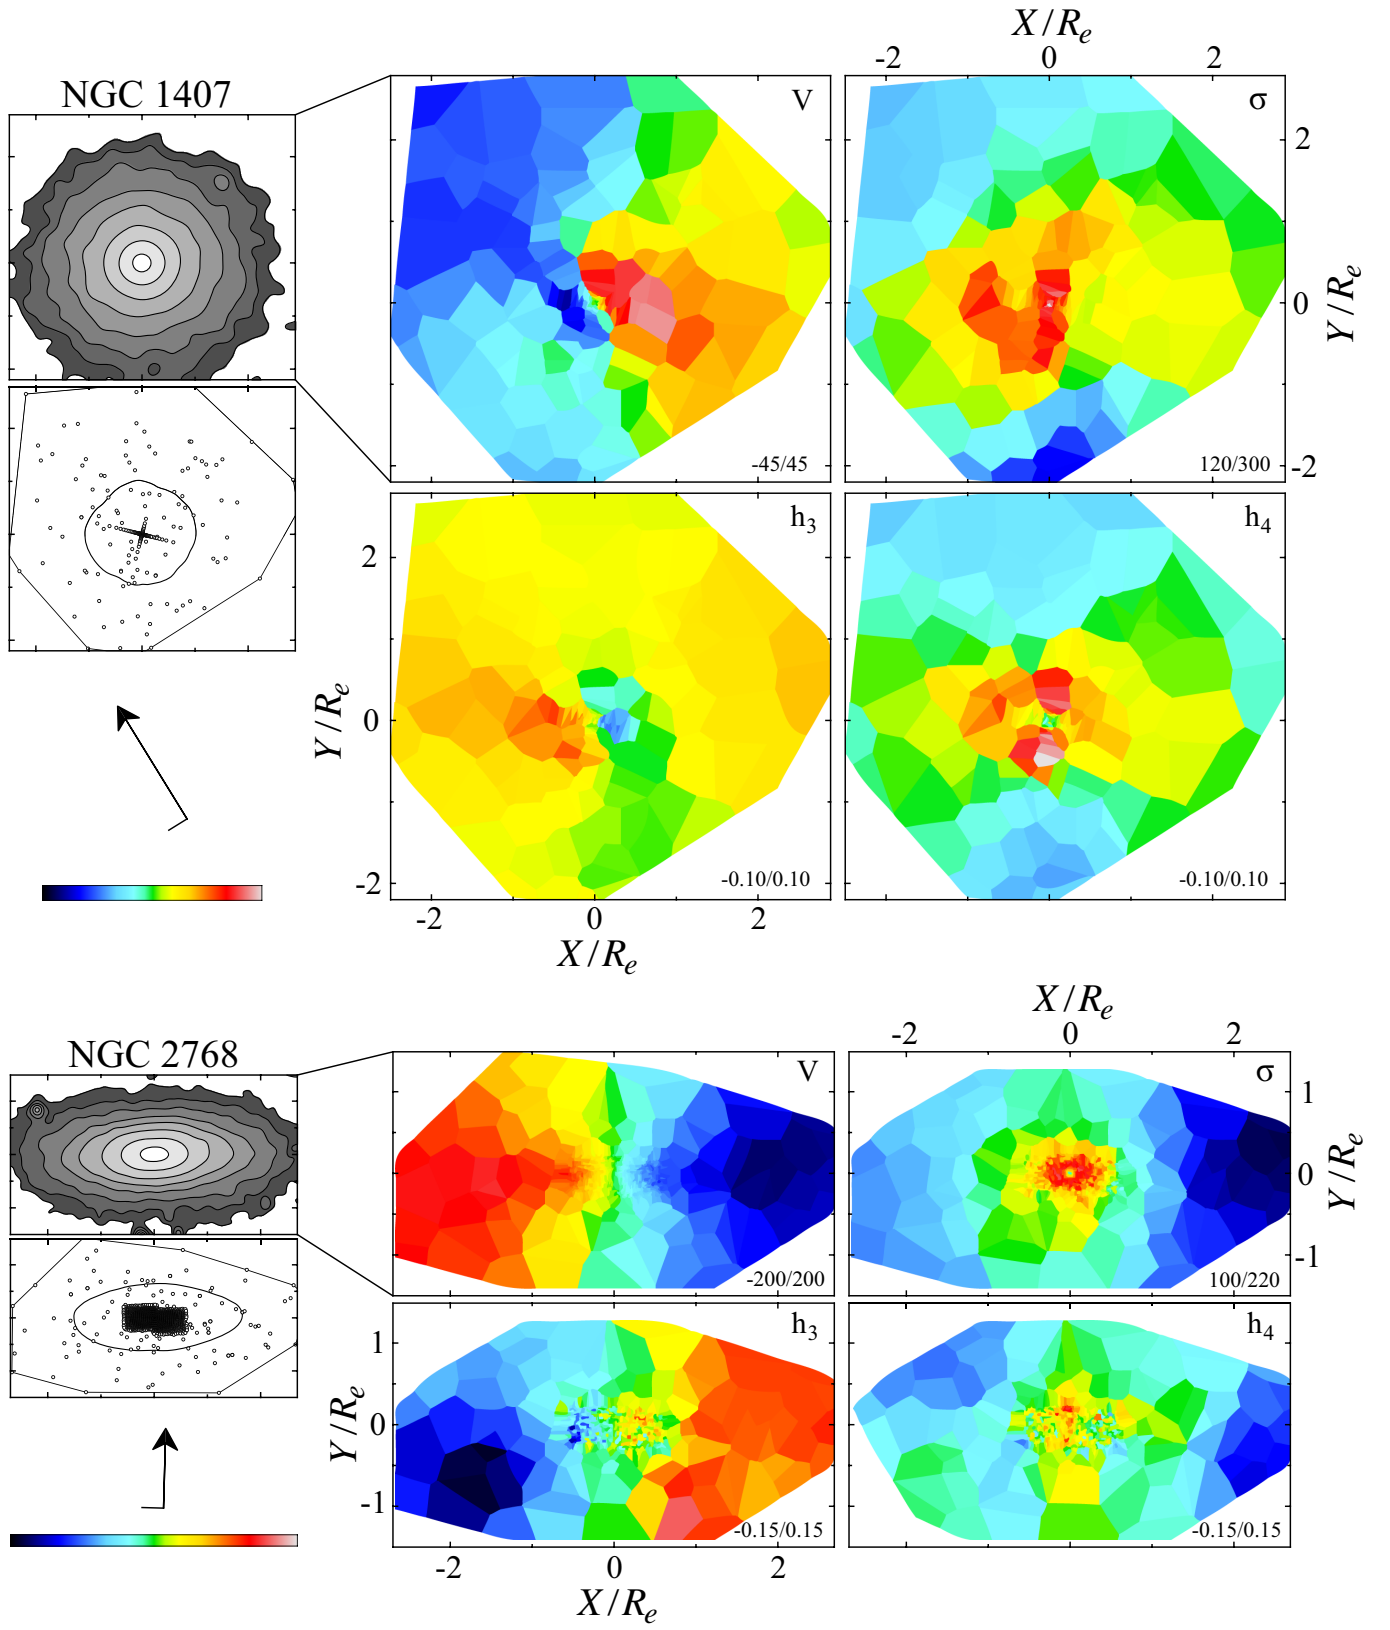 X/Rₑ
-2 0 2
NGC 1407
V
σ
2
0
-2
Y/Rₑ
-45/45
120/300
h₃
h₄
2
0
-2
Y/Rₑ
-0.10/0.10
-0.10/0.10
-2 0 2
X/Rₑ
X/Rₑ
-2 0 2
NGC 2768
V
σ
1
0
-1
Y/Rₑ
-200/200
100/220
h₃
h₄
1
0
-1
Y/Rₑ
-0.15/0.15
-0.15/0.15
-2 0 2
X/Rₑ